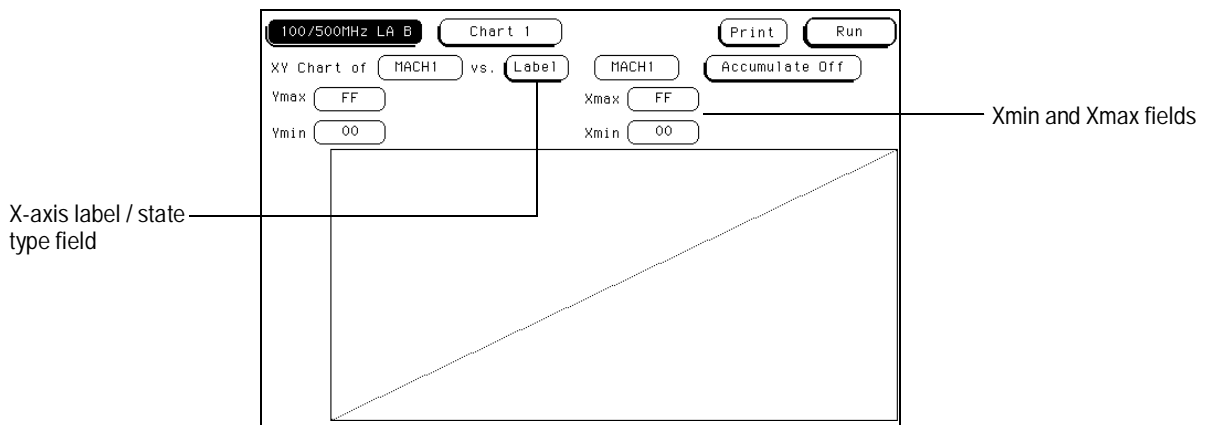 100/500MHz LA B Chart 1 Print Run
XY Chart of MACH1 vs. Label MACH1 Accumulate Off
Ymax FF Xmax FF
Ymin 00 Xmin 00
Xmin and Xmax fields
X-axis label / state
type field